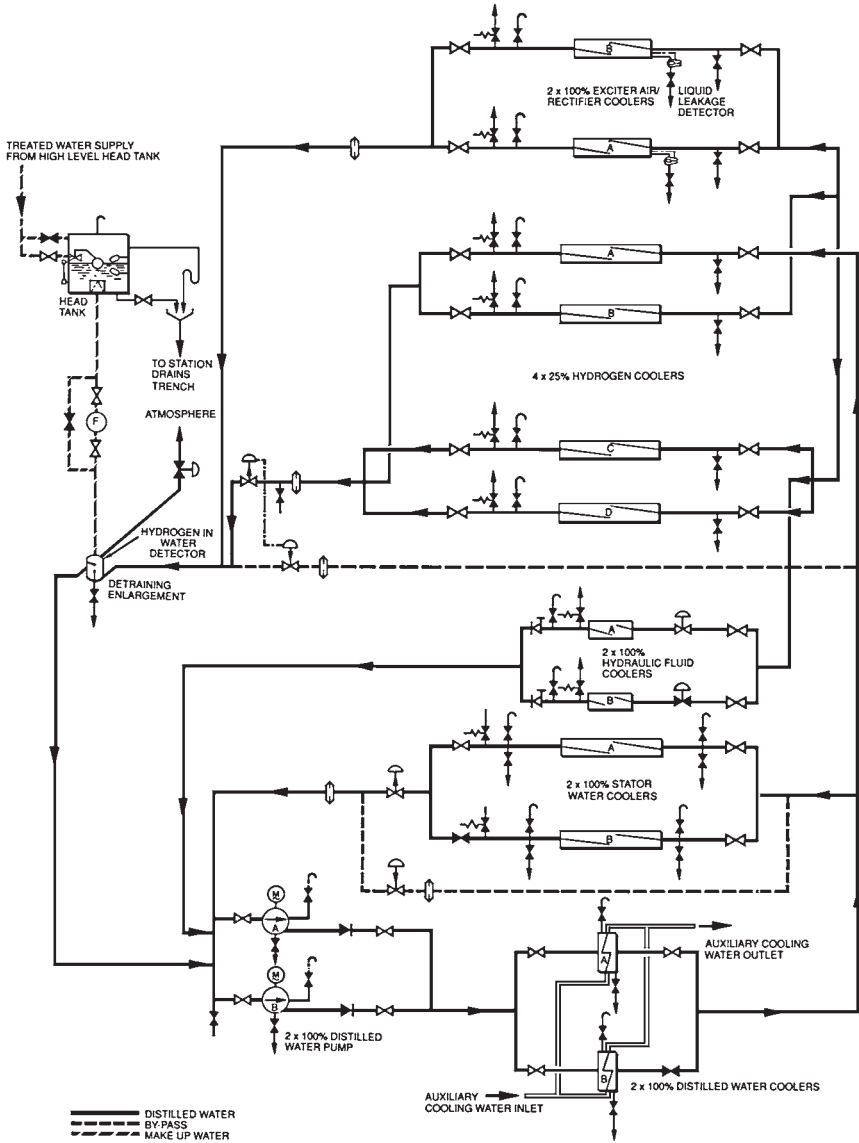 B
2 x 100% EXCITER AIR/
RECTIFIER COOLERS
LIQUID
LEAKAGE
DETECTOR
A
TREATED WATER SUPPLY
FROM HIGH LEVEL HEAD TANK
HEAD
TANK
A
B
TO STATION
DRAINS
TRENCH
4 x 25% HYDROGEN COOLERS
ATMOSPHERE
F
C
D
HYDROGEN IN
WATER
DETECTOR
DETRAINING
ENLARGEMENT
A
2 x 100%
HYDRAULIC FLUID
COOLERS
B
A
2 x 100% STATOR
WATER COOLERS
B
M
A
M
B
2 x 100% DISTILLED
WATER PUMP
A
AUXILIARY COOLING
WATER OUTLET
B
2 x 100% DISTILLED WATER COOLERS
AUXILIARY
COOLING WATER INLET
DISTILLED WATER
BY-PASS
MAKE UP WATER